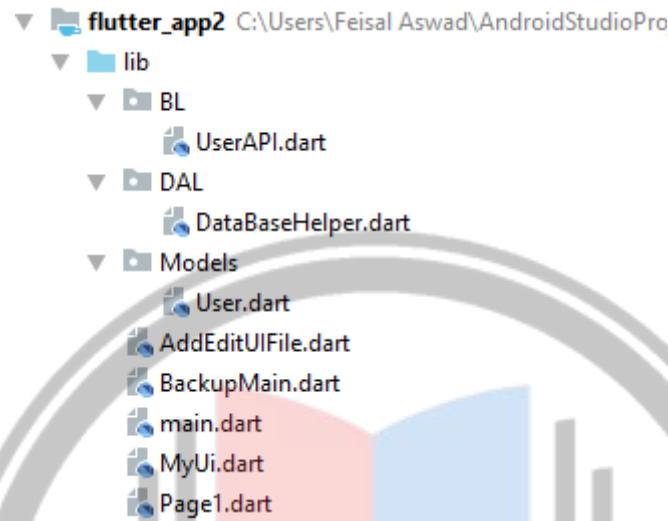 flutter_app2 C:\Users\Feisal Aswad\AndroidStudioPro
lib
BL
UserAPI.dart
DAL
DataBaseHelper.dart
Models
User.dart
AddEditUIFile.dart
BackupMain.dart
main.dart
MyUi.dart
Page1.dart